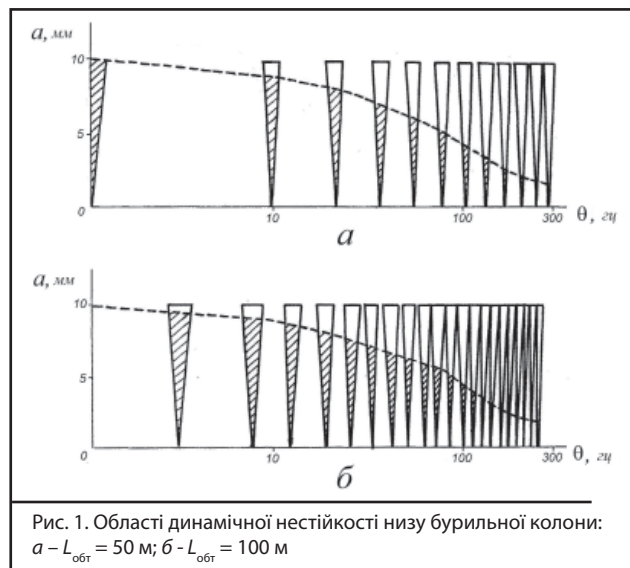 a, мм
10
5
0
10
100
300
θ, гц
а
a, мм
10
5
0
10
100
300
θ, гц
б
Рис. 1. Області динамічної нестійкості низу бурильної колони:
а – Lобт = 50 м; б - Lобт = 100 м